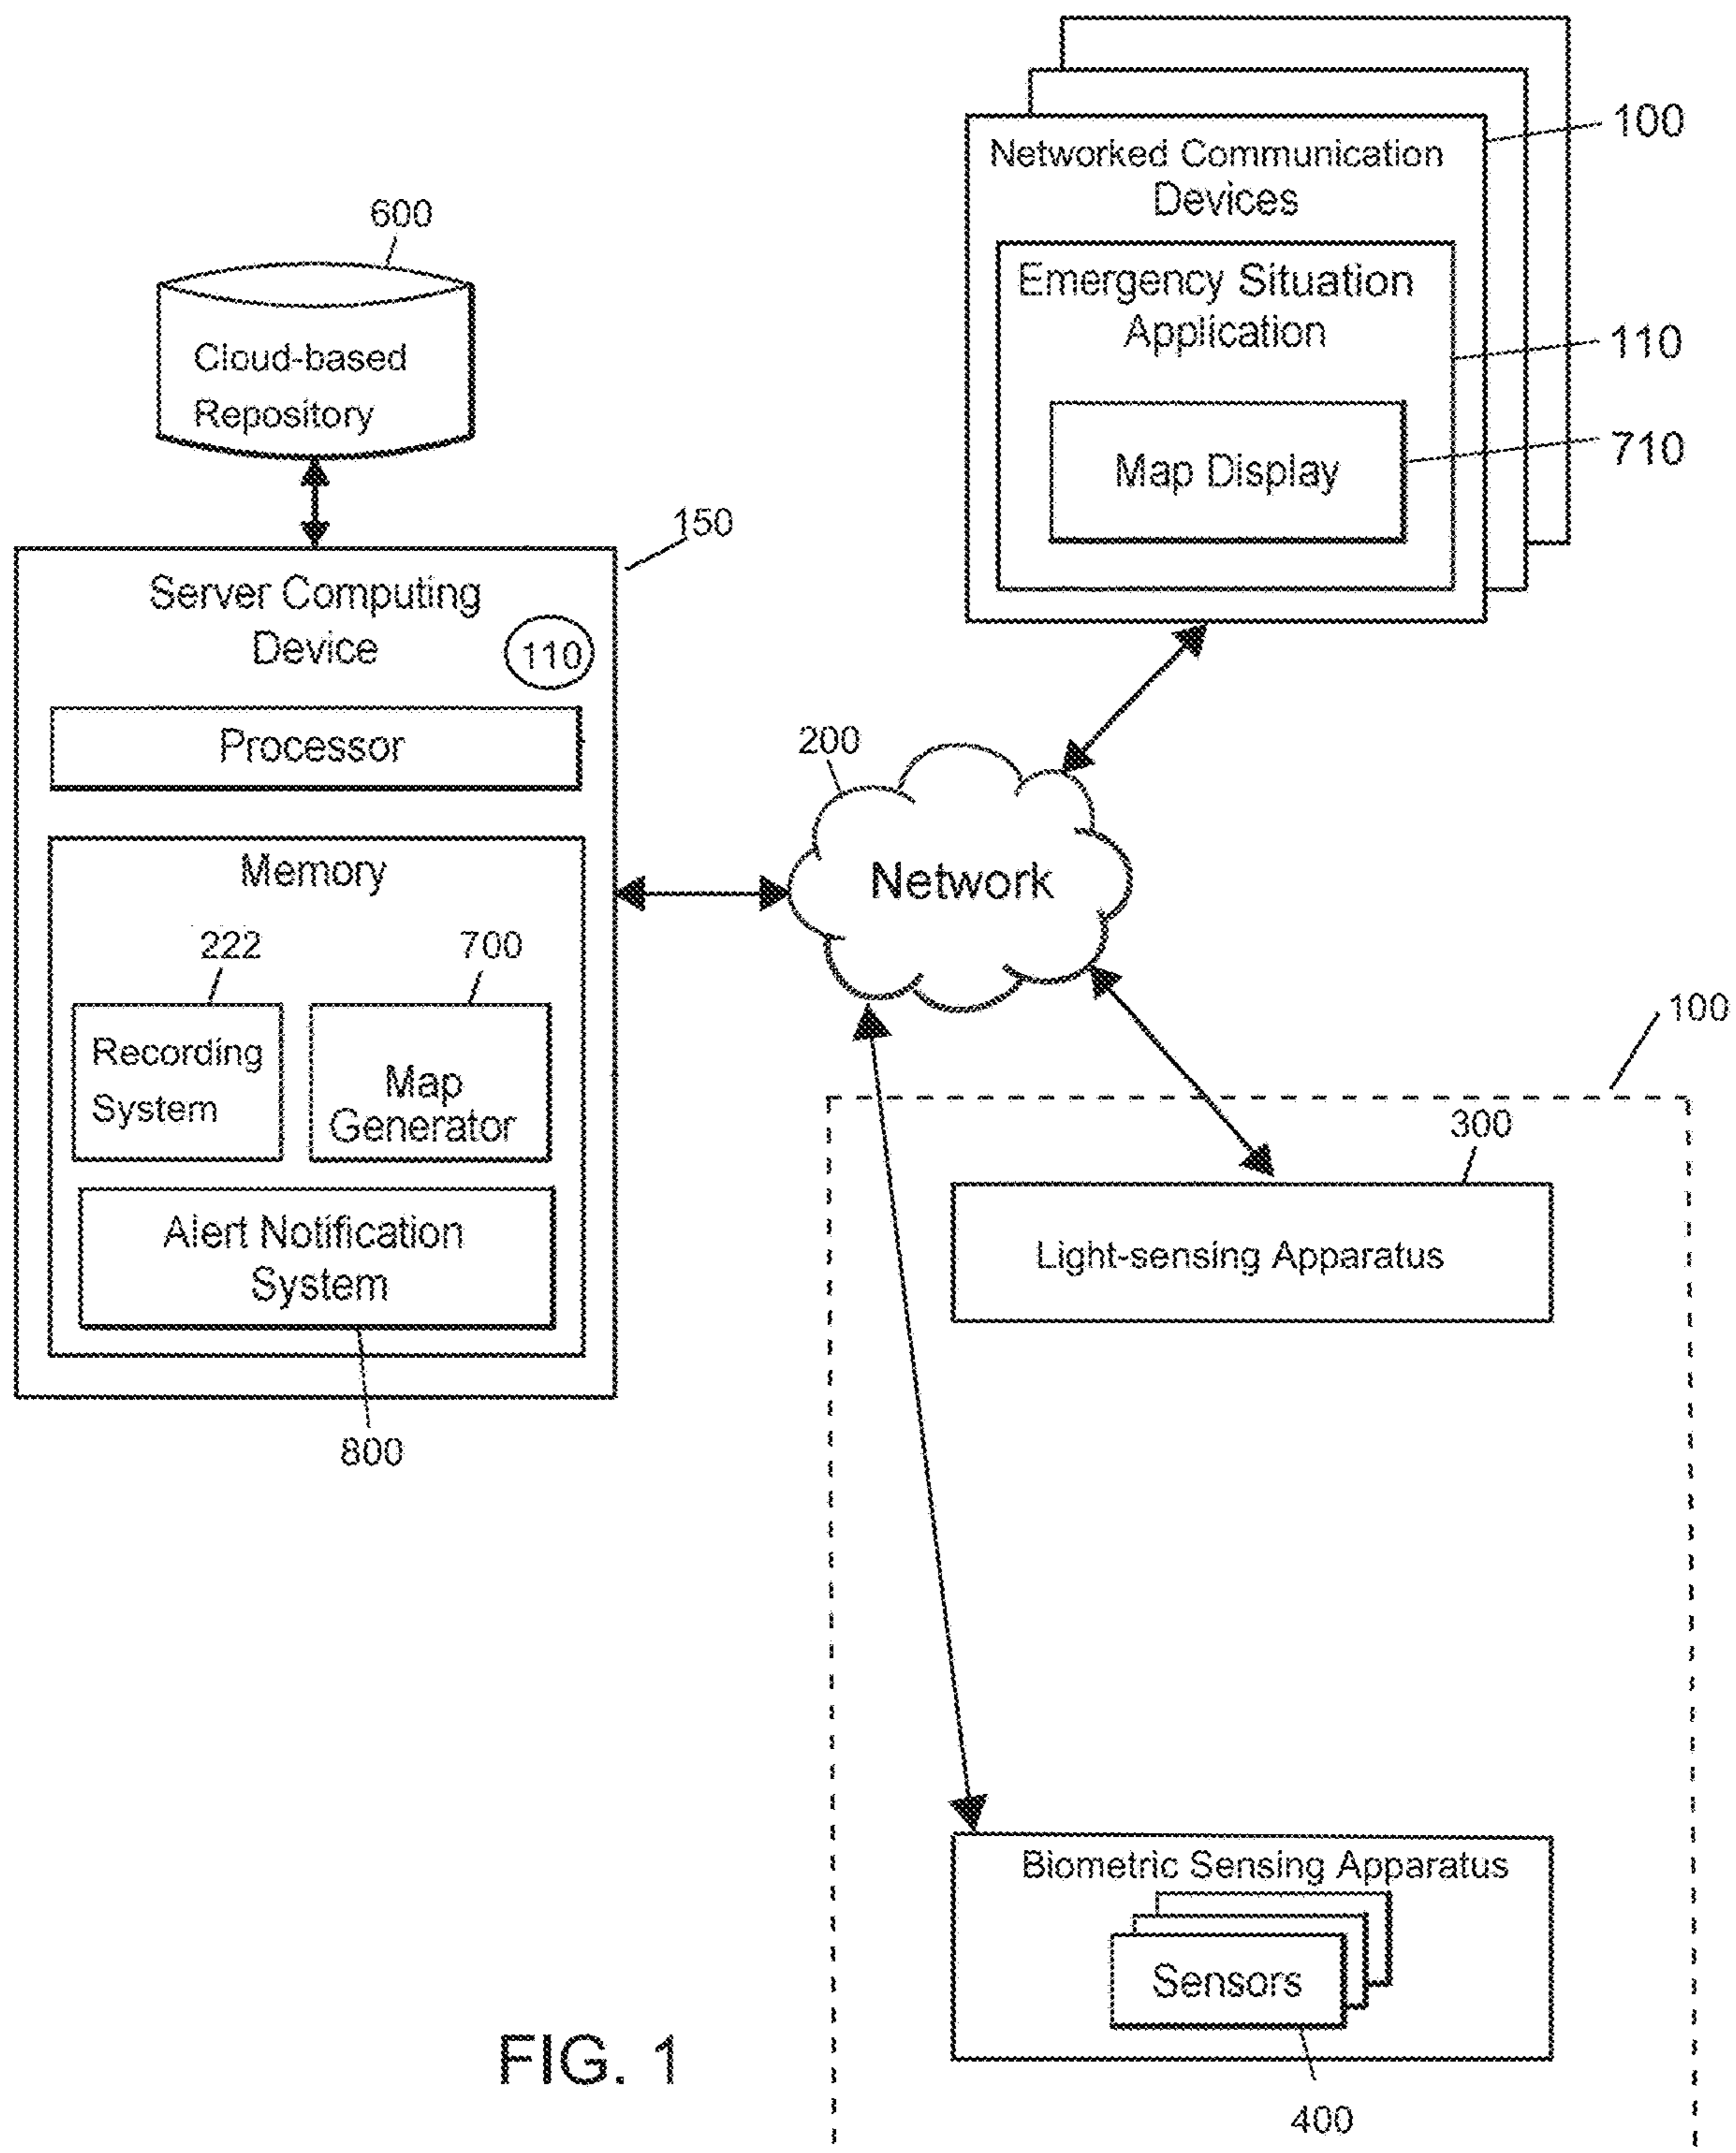 100
Networked Communication
Devices
600
Emergency Situation
Application
110
Cloud-based
Repository
Map Display
710
150
Server Computing
Device
110
Processor
200
Memory
Network
222
700
Recording
System
Map
Generator
100
300
Alert Notification
System
Light-sensing Apparatus
800
Biometric Sensing Apparatus
Sensors
FIG. 1
400